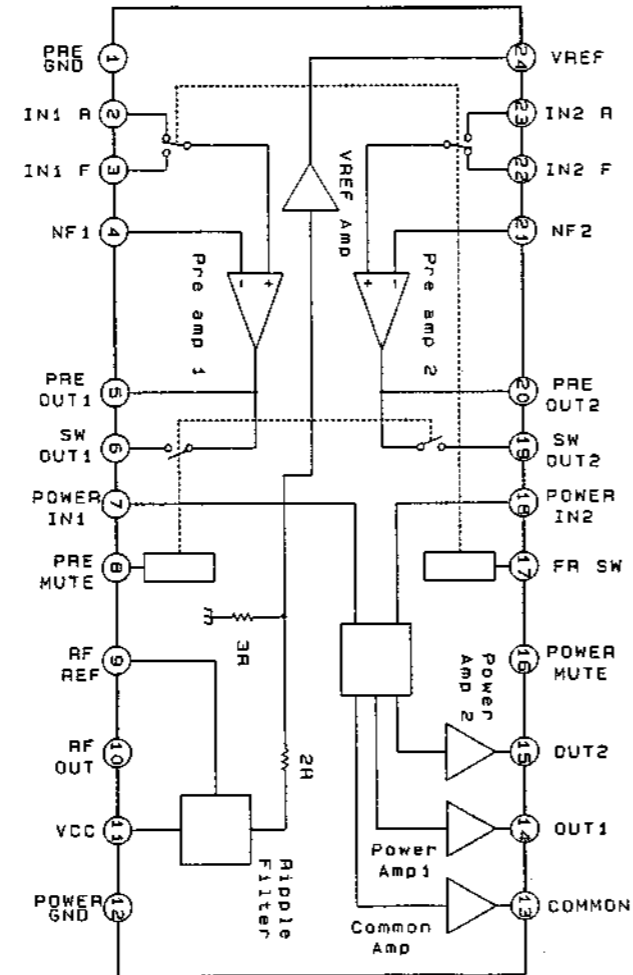 PRE
GND
1
IN1 R
2
IN1 F
3
NF1
4
PRE
OUT1
5
SW
OUT1
6
POWER
IN1
7
PRE
MUTE
8
RF
REF
9
RF
OUT
10
VCC
11
POWER
GND
12
24
VREF
23
IN2 R
22
IN2 F
21
NF2
20
PRE
OUT2
19
SW
OUT2
18
POWER
IN2
17
FR SW
16
POWER
MUTE
15
OUT2
14
OUT1
13
COMMON
VREF Amp
Pre amp 1
- +
Pre amp 2
+ -
3R
2R
Ripple
Filter
Power
Amp 2
Power
Amp1
Common
Amp